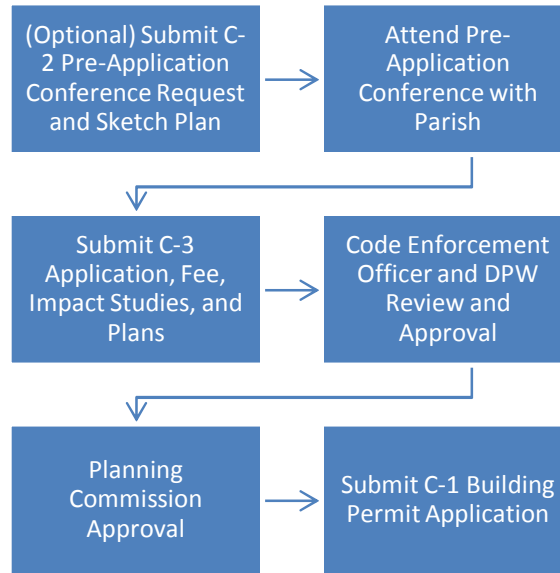 (Optional) Submit C-
2 Pre-Application
Conference Request
and Sketch Plan
Attend Pre-
Application
Conference with
Parish
Submit C-3
Application, Fee,
Impact Studies, and
Plans
Code Enforcement
Officer and DPW
Review and
Approval
Planning
Commission
Approval
Submit C-1 Building
Permit Application